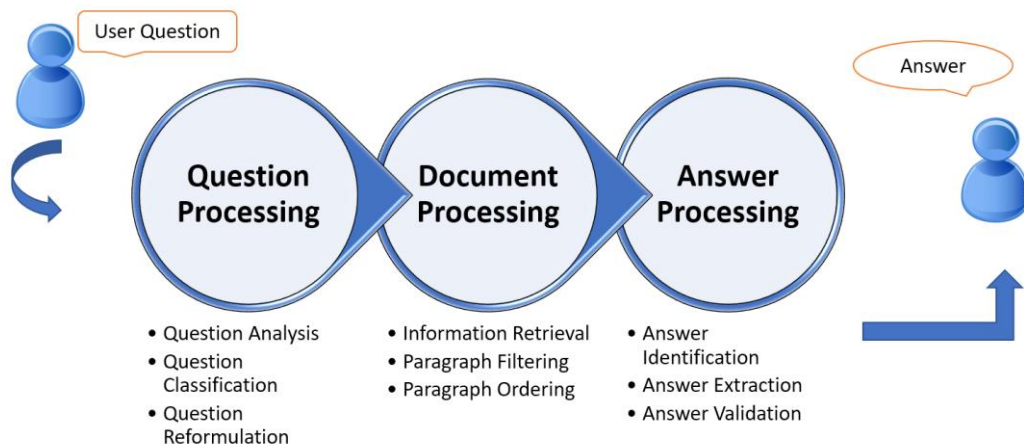 User Question
Answer
Question
Processing
Document
Processing
Answer
Processing
• Question Analysis
• Question
Classification
• Question
Reformulation
• Information Retrieval
• Paragraph Filtering
• Paragraph Ordering
• Answer
Identification
• Answer Extraction
• Answer Validation